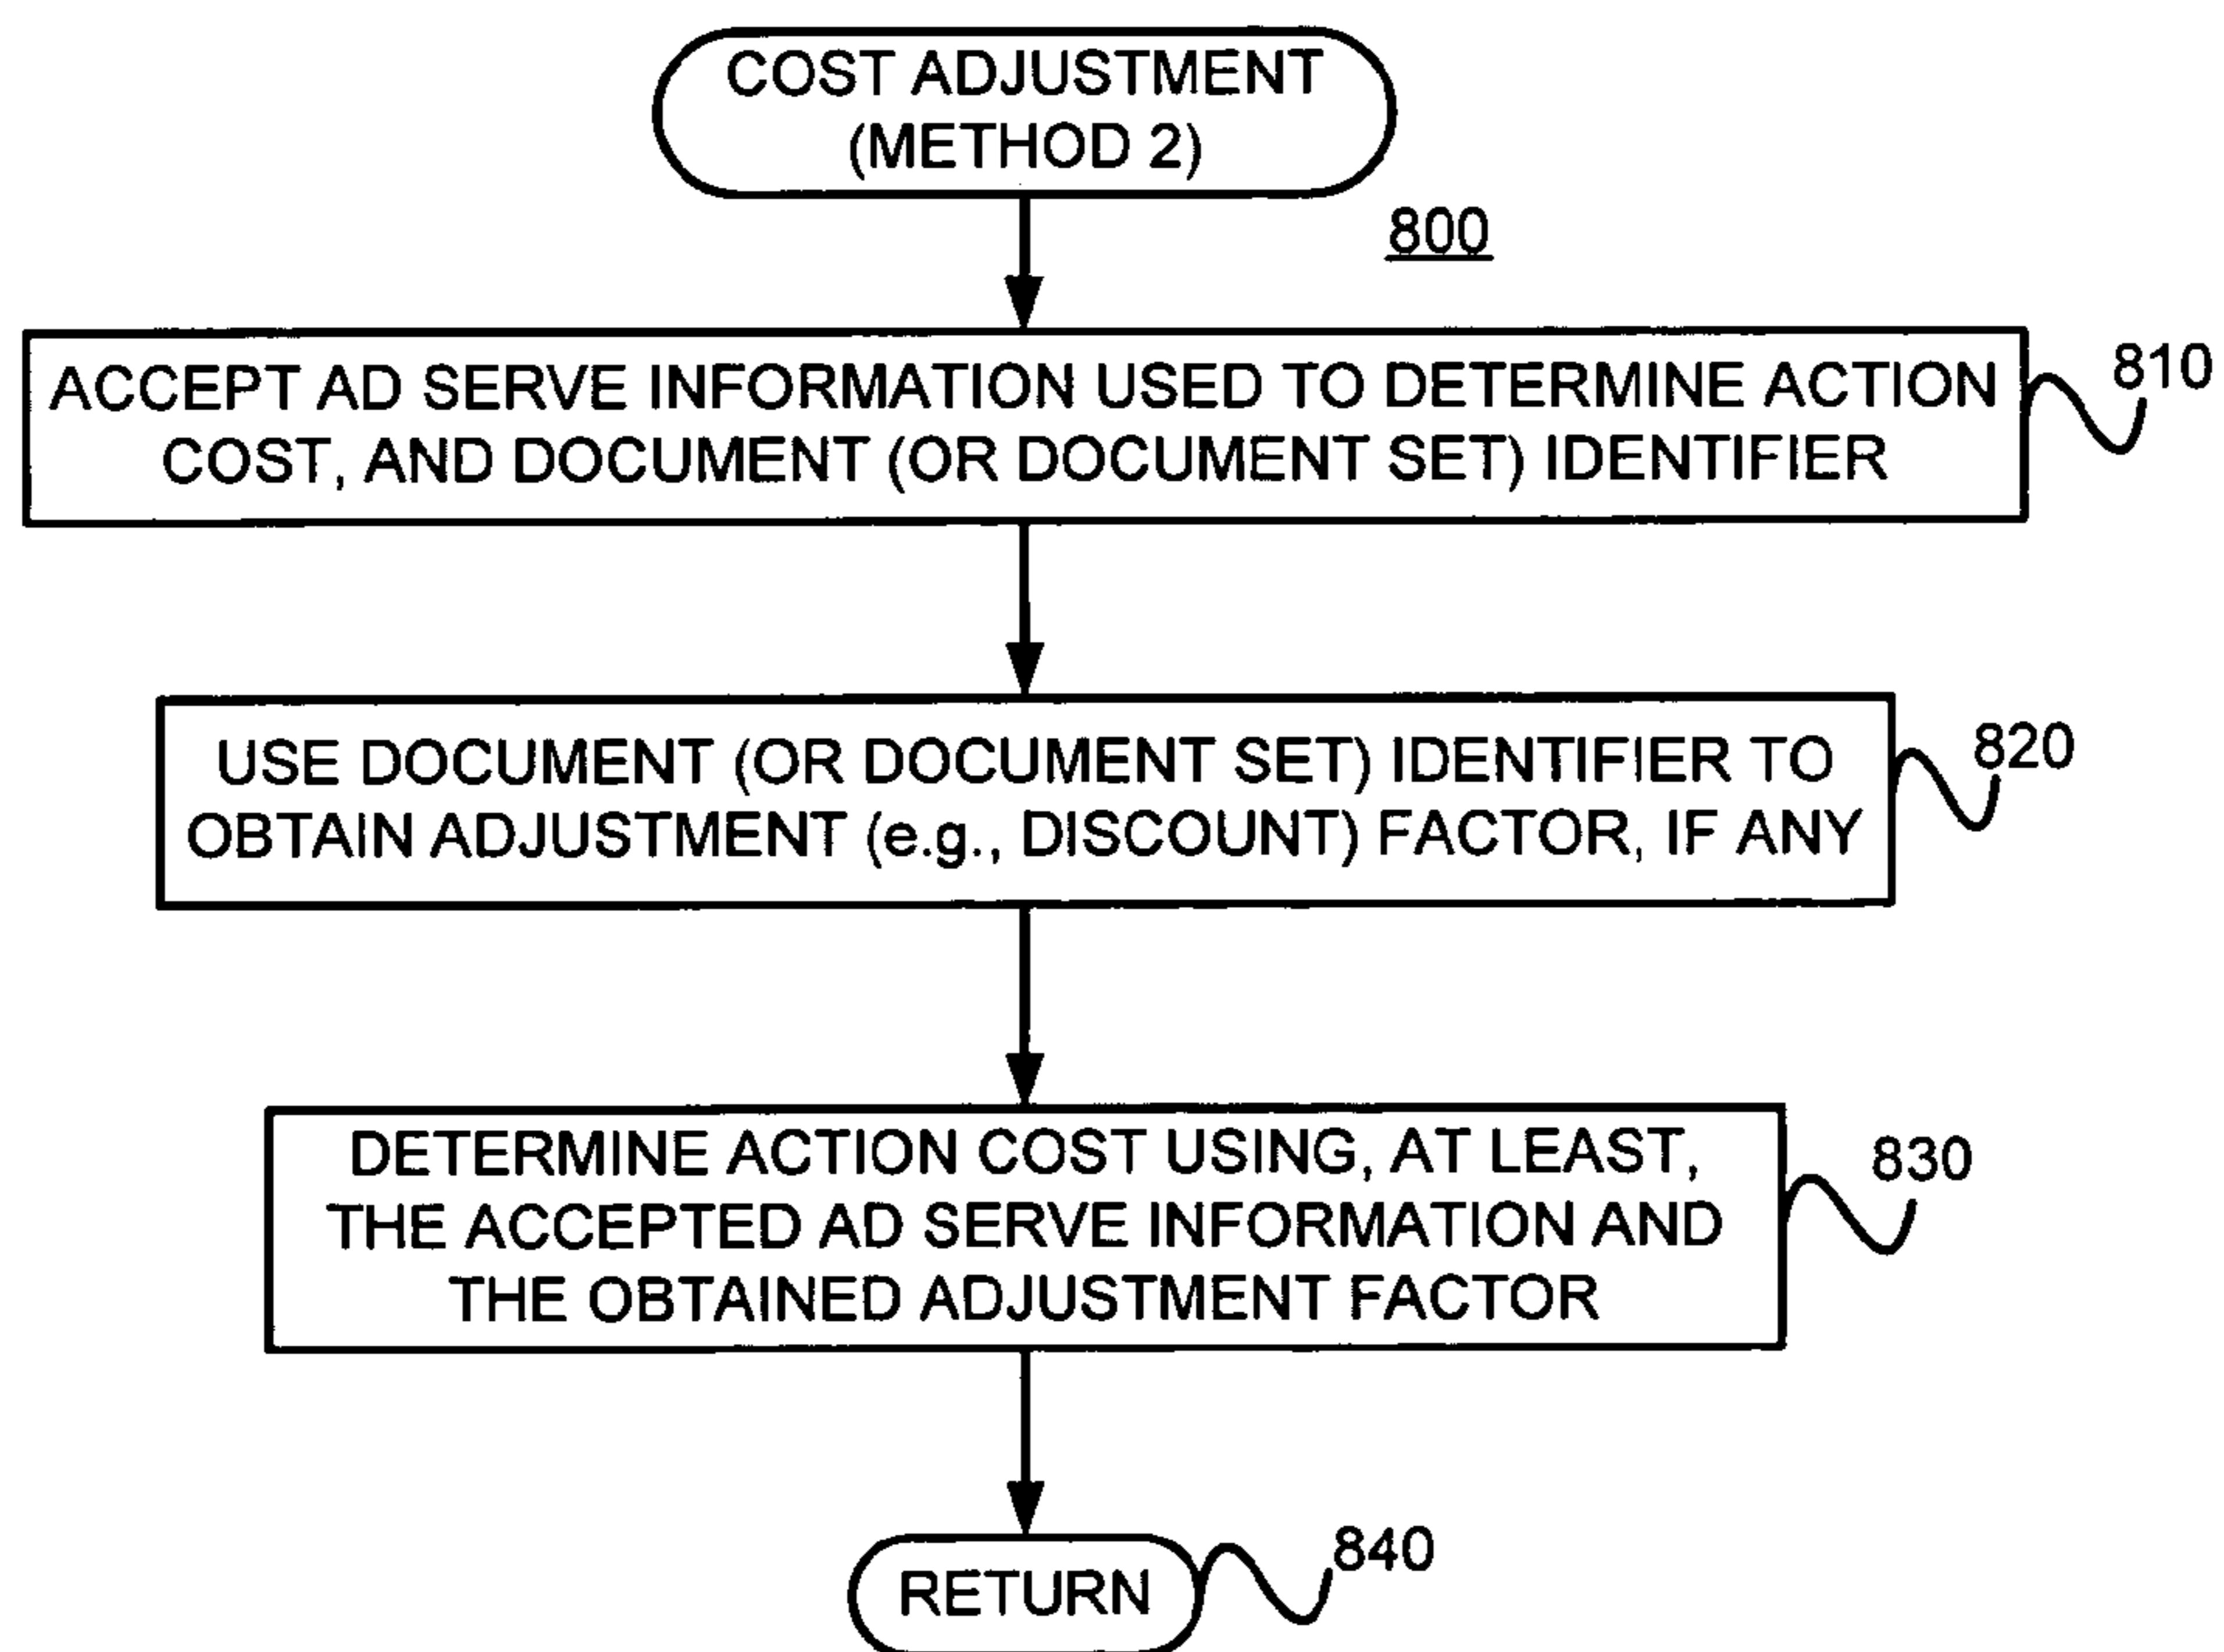 COST ADJUSTMENT
(METHOD 2)
800
ACCEPT AD SERVE INFORMATION USED TO DETERMINE ACTION
COST, AND DOCUMENT (OR DOCUMENT SET) IDENTIFIER
810
USE DOCUMENT (OR DOCUMENT SET) IDENTIFIER TO
OBTAIN ADJUSTMENT (e.g., DISCOUNT) FACTOR, IF ANY
820
DETERMINE ACTION COST USING, AT LEAST,
THE ACCEPTED AD SERVE INFORMATION AND
THE OBTAINED ADJUSTMENT FACTOR
830
RETURN
840